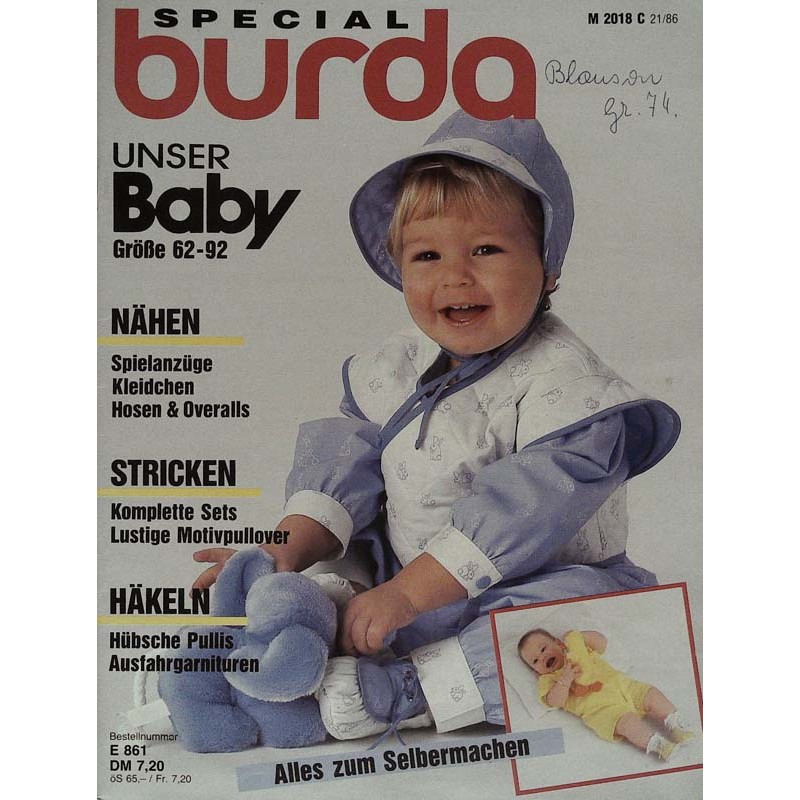 SPECIAL
burda
M 2018 C 21/86
Blouson
Gr. 74.
UNSER
Baby
Größe 62-92
NÄHEN
Spielanzüge
Kleidchen
Hosen & Overalls
STRICKEN
Komplette Sets
Lustige Motivpullover
HÄKELN
Hübsche Pullis
Ausfahrgarnituren
Bestellnummer
E 861
DM 7,20
öS 65,– / Fr. 7,20
Alles zum Selbermachen